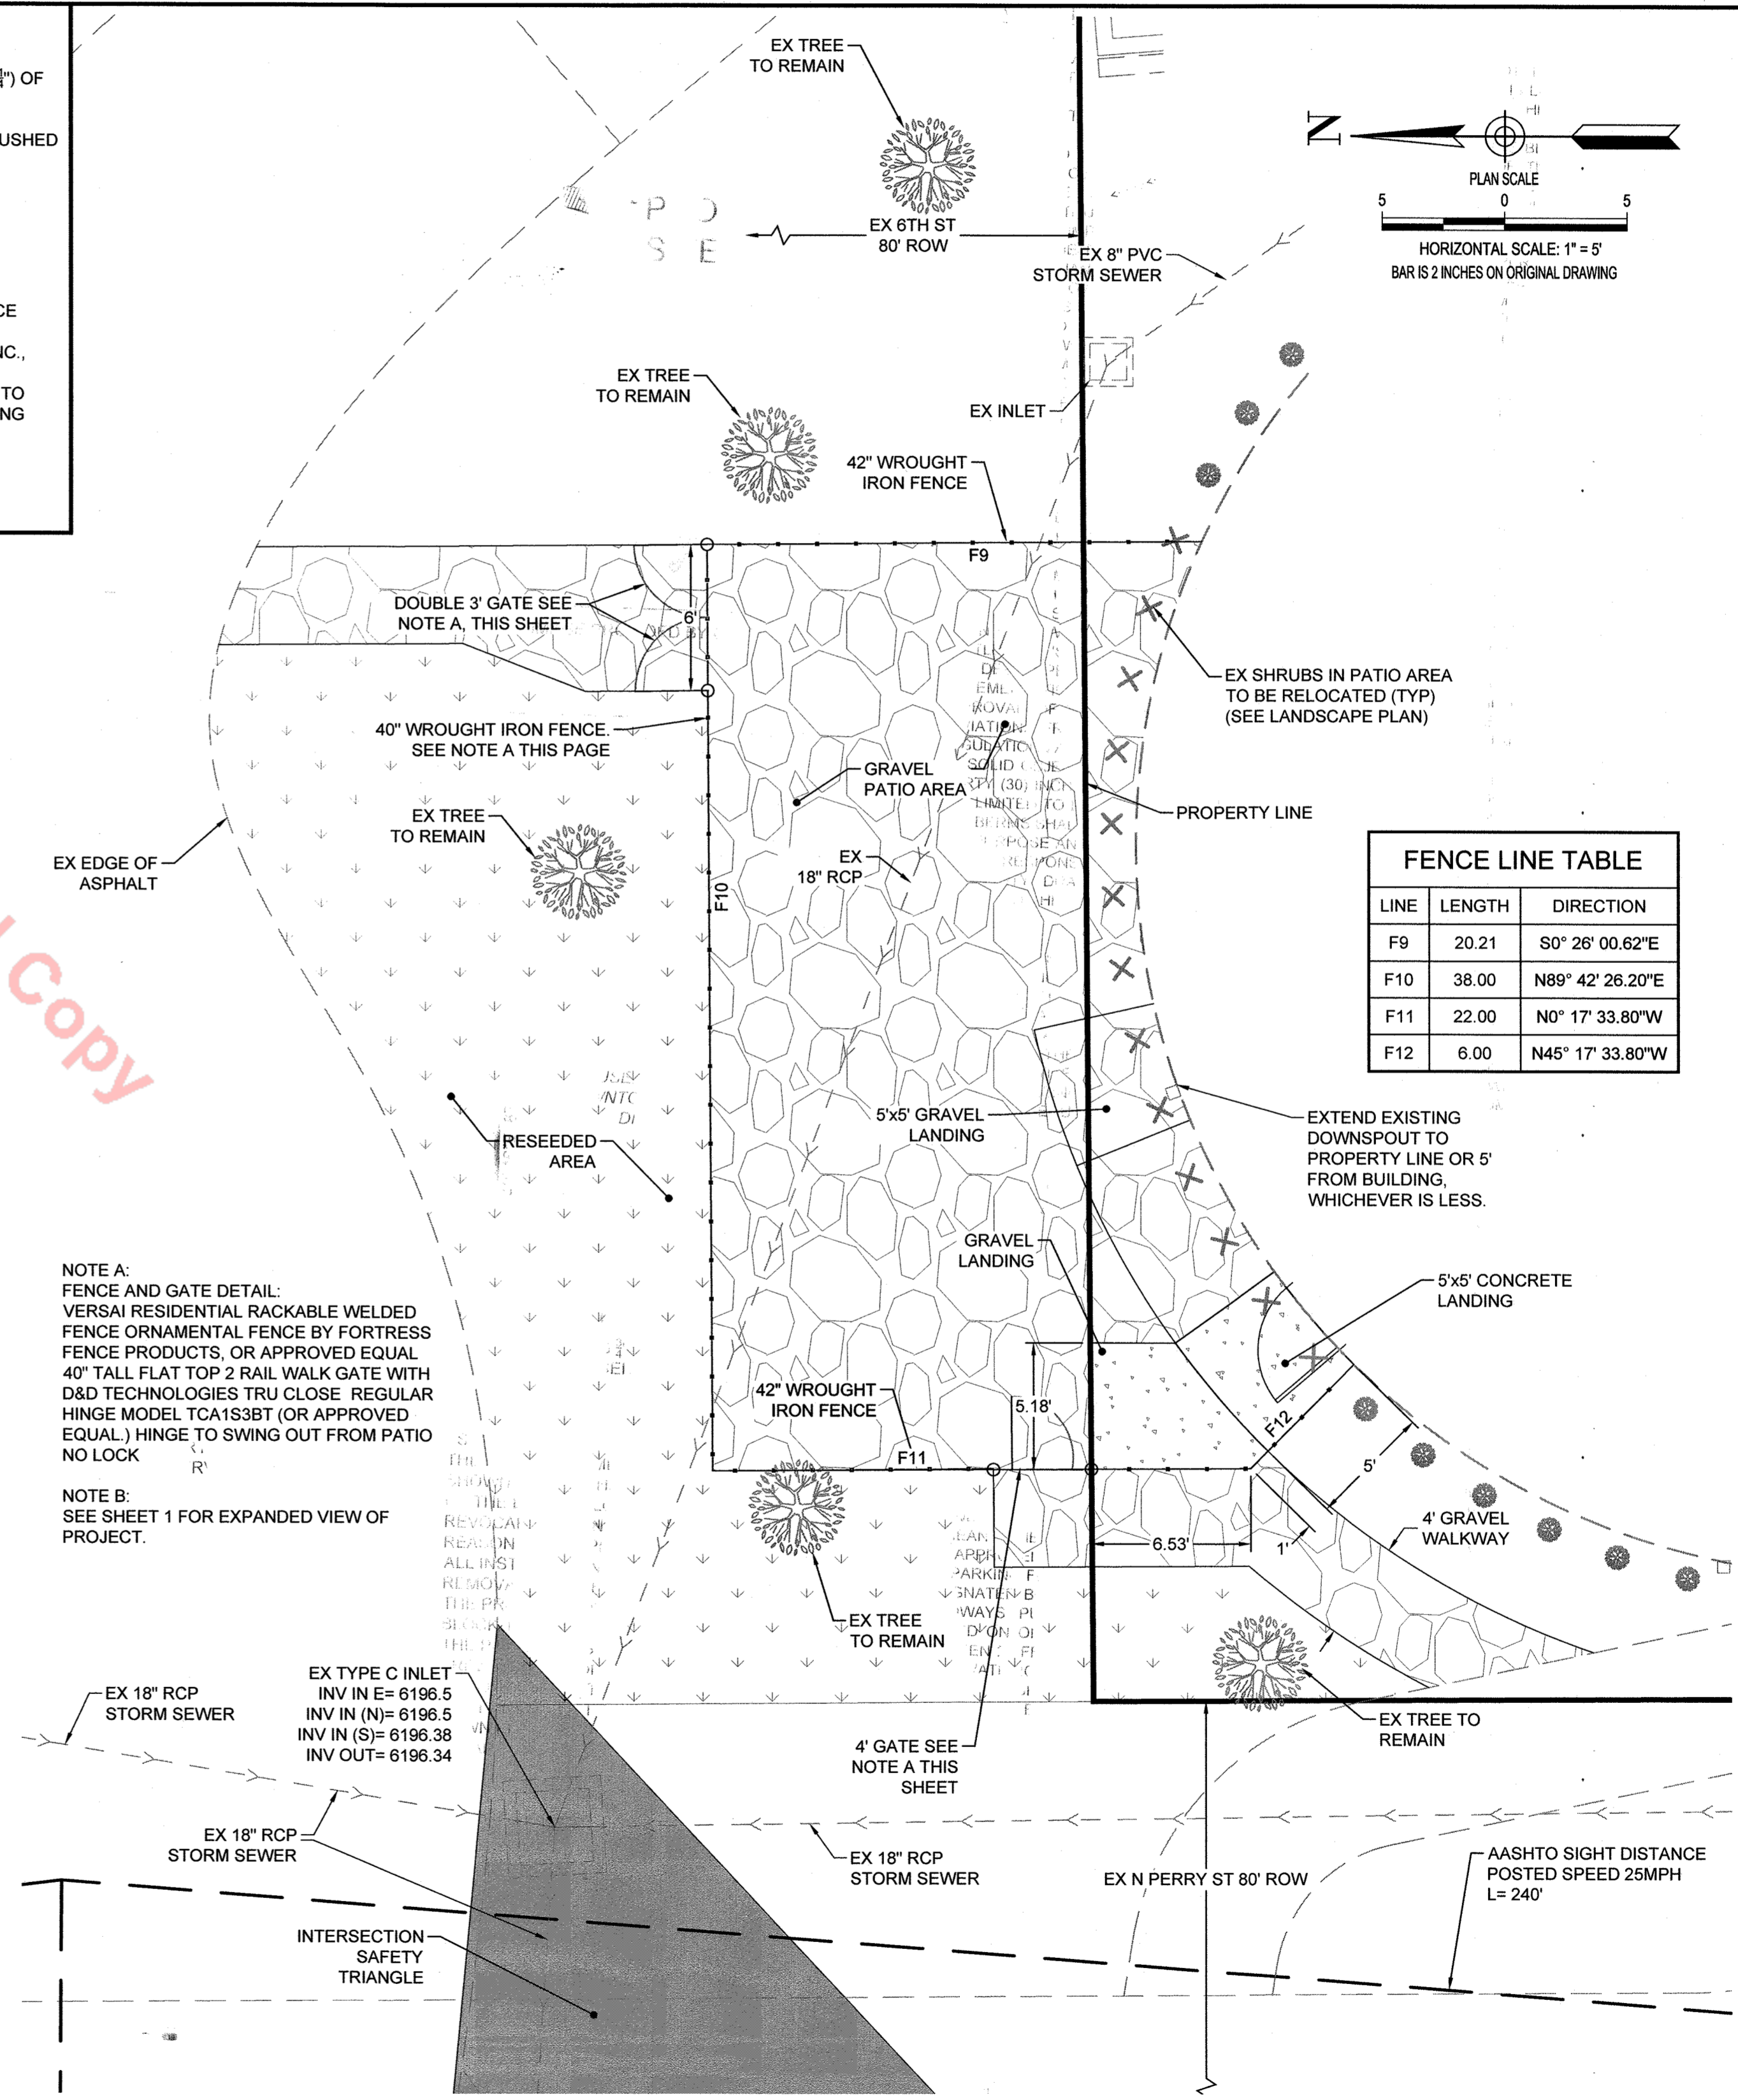 ") OF
USHED
CE
NC.,
TO
NG
EX TREE
TO REMAIN
EX 6TH ST
80' ROW
EX 8" PVC
STORM SEWER
N
PLAN SCALE
5 0 5
HORIZONTAL SCALE: 1" = 5'
BAR IS 2 INCHES ON ORIGINAL DRAWING
EX TREE
TO REMAIN
EX INLET
42" WROUGHT
IRON FENCE
F9
DOUBLE 3' GATE SEE
NOTE A, THIS SHEET
6'
EX SHRUBS IN PATIO AREA
TO BE RELOCATED (TYP)
(SEE LANDSCAPE PLAN)
40" WROUGHT IRON FENCE.
SEE NOTE A THIS PAGE
GRAVEL
PATIO AREA
PROPERTY LINE
EX TREE
TO REMAIN
EX EDGE OF
ASPHALT
EX
18" RCP
F10
FENCE LINE TABLE
LINE LENGTH DIRECTION
F9 20.21 S0° 26' 00.62"E
F10 38.00 N89° 42' 26.20"E
F11 22.00 N0° 17' 33.80"W
F12 6.00 N45° 17' 33.80"W
Copy
RESEEDED
AREA
5'x5' GRAVEL
LANDING
EXTEND EXISTING
DOWNSPOUT TO
PROPERTY LINE OR 5'
FROM BUILDING,
WHICHEVER IS LESS.
GRAVEL
LANDING
5'x5' CONCRETE
LANDING
NOTE A:
FENCE AND GATE DETAIL:
VERSAI RESIDENTIAL RACKABLE WELDED
FENCE ORNAMENTAL FENCE BY FORTRESS
FENCE PRODUCTS, OR APPROVED EQUAL
40" TALL FLAT TOP 2 RAIL WALK GATE WITH
D&D TECHNOLOGIES TRU CLOSE REGULAR
HINGE MODEL TCA1S3BT (OR APPROVED
EQUAL.) HINGE TO SWING OUT FROM PATIO
NO LOCK
NOTE B:
SEE SHEET 1 FOR EXPANDED VIEW OF
PROJECT.
42" WROUGHT
IRON FENCE
F11
5.18'
F12
5'
4' GRAVEL
WALKWAY
6.53'
1'
EX TREE
TO REMAIN
EX TYPE C INLET
INV IN E= 6196.5
INV IN (N)= 6196.5
INV IN (S)= 6196.38
INV OUT= 6196.34
EX 18" RCP
STORM SEWER
4' GATE SEE
NOTE A THIS
SHEET
EX TREE TO
REMAIN
EX 18" RCP
STORM SEWER
EX 18" RCP
STORM SEWER
EX N PERRY ST 80' ROW
AASHTO SIGHT DISTANCE
POSTED SPEED 25MPH
L= 240'
INTERSECTION
SAFETY
TRIANGLE